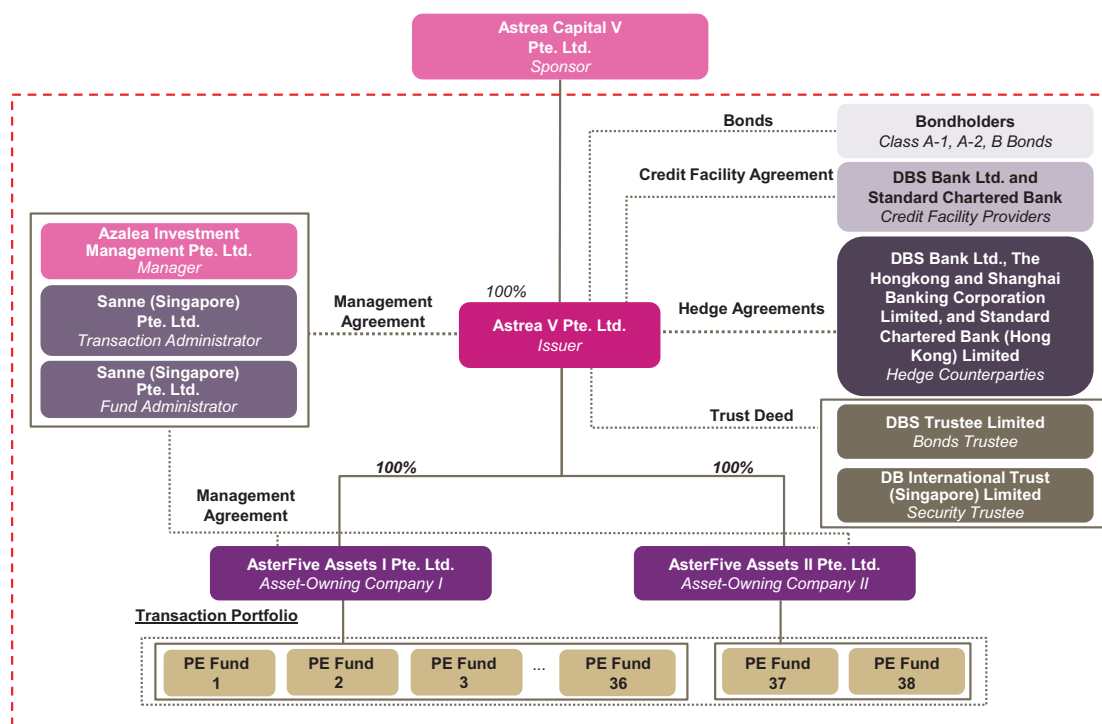 Astrea Capital V
Pte. Ltd.
Sponsor
Bonds
Bondholders
Class A-1, A-2, B Bonds
Credit Facility Agreement
DBS Bank Ltd. and
Standard Chartered Bank
Credit Facility Providers
Azalea Investment
Management Pte. Ltd.
Manager
Sanne (Singapore)
Pte. Ltd.
Transaction Administrator
Sanne (Singapore)
Pte. Ltd.
Fund Administrator
Management
Agreement
100%
Astrea V Pte. Ltd.
Issuer
Hedge Agreements
DBS Bank Ltd., The
Hongkong and Shanghai
Banking Corporation
Limited, and Standard
Chartered Bank (Hong
Kong) Limited
Hedge Counterparties
Trust Deed
DBS Trustee Limited
Bonds Trustee
DB International Trust
(Singapore) Limited
Security Trustee
100%
100%
Management
Agreement
AsterFive Assets I Pte. Ltd.
Asset-Owning Company I
AsterFive Assets II Pte. Ltd.
Asset-Owning Company II
Transaction Portfolio
PE Fund
1
PE Fund
2
PE Fund
3
...
PE Fund
36
PE Fund
37
PE Fund
38